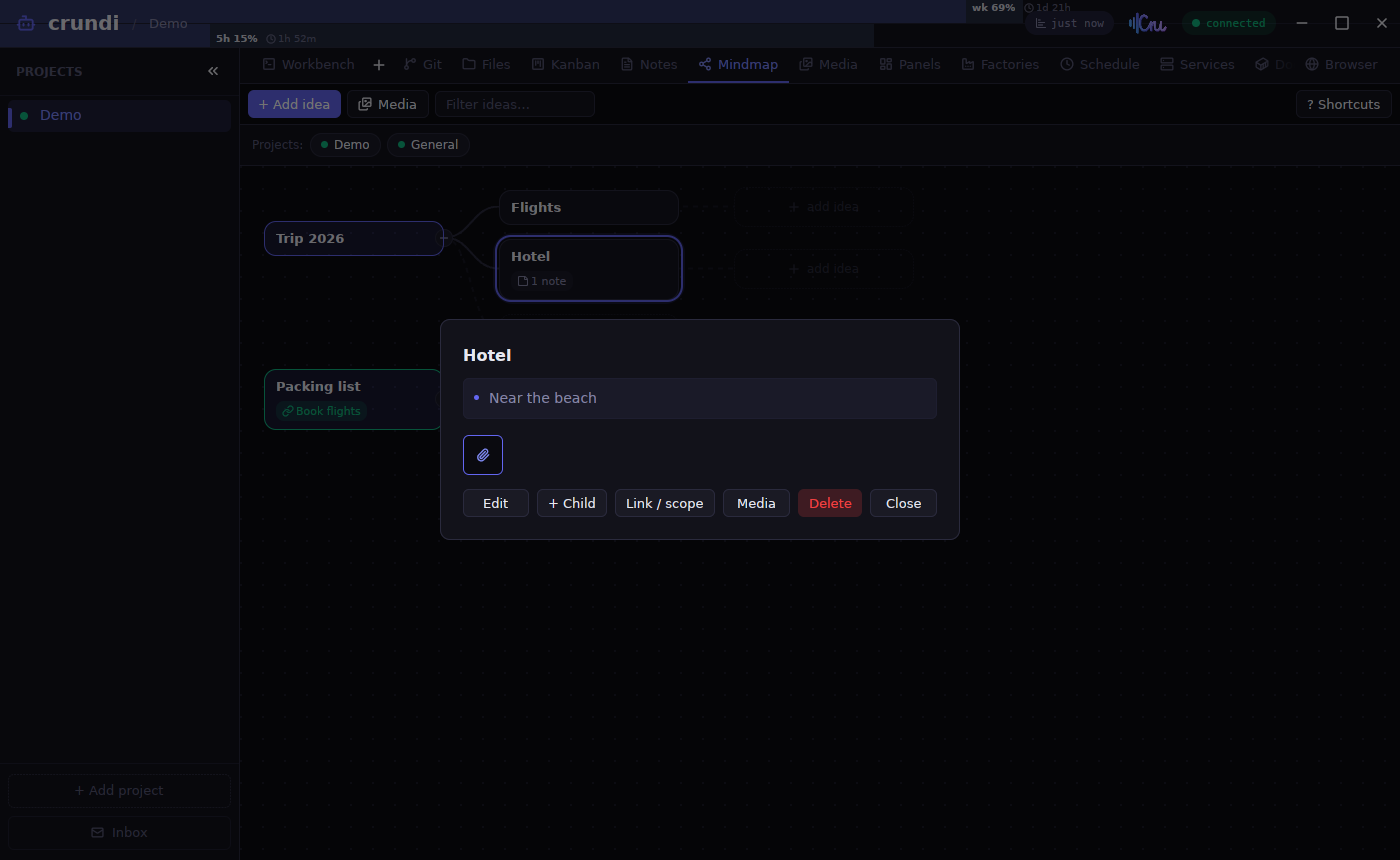 crundi / Demo
wk 69% 1d 21h
5h 15% 1h 52m
just now
Cru
connected
PROJECTS
Demo
+ Add project
Inbox
Workbench
Git
Files
Kanban
Notes
Mindmap
Media
Panels
Factories
Schedule
Services
Browser
+ Add idea
Media
Filter ideas...
? Shortcuts
Projects:
Demo
General
Trip 2026
Flights
+ add idea
Hotel
1 note
+ add idea
Packing list
Book flights
Hotel
Near the beach
Edit
+ Child
Link / scope
Media
Delete
Close